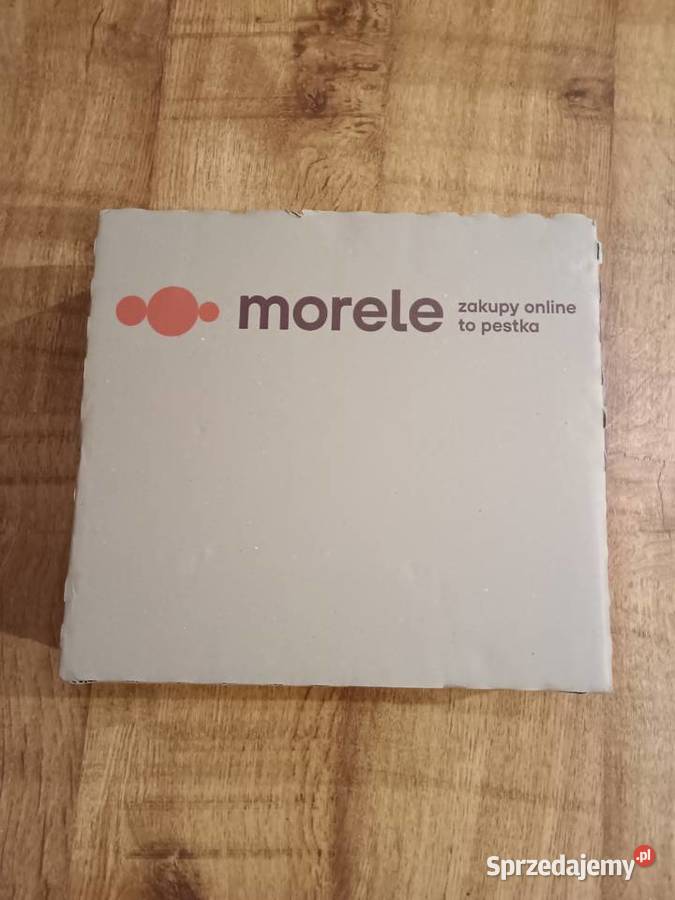 morele
zakupy online
to pestka
Sprzedajemy.pl